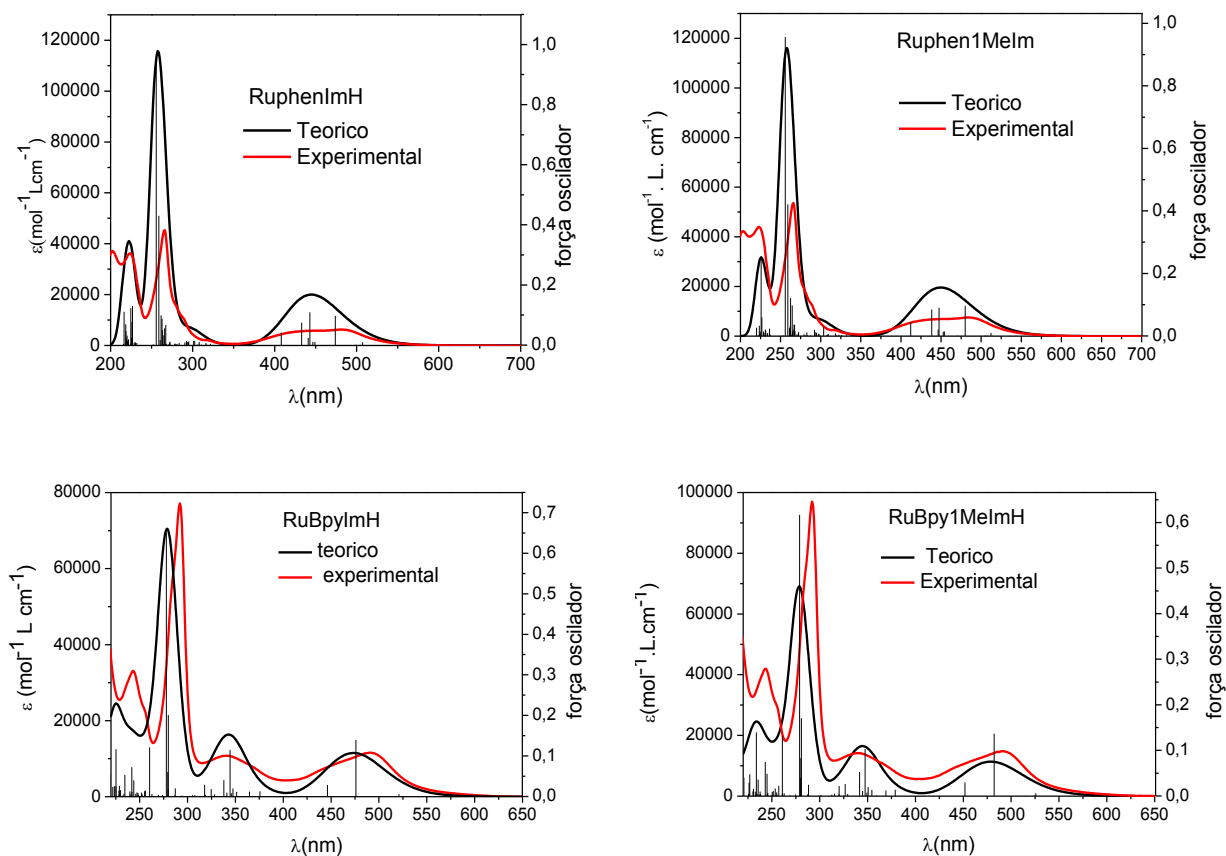 RuphenImH
Teorico
Experimental
ε(mol⁻¹Lcm⁻¹)
120000
100000
80000
60000
40000
20000
0
1,0
0,8
0,6
0,4
0,2
0,0
força oscilador
200 250 300 350 400 450 500 550 600 700
λ(nm)
Ruphen1MeIm
Teorico
Experimental
ε (mol⁻¹. L. cm⁻¹)
120000
100000
80000
60000
40000
20000
0
1,0
0,8
0,6
0,4
0,2
0,0
força oscilador
200 250 300 350 400 450 500 550 600 650 700
λ(nm)
RuBpyImH
teorico
experimental
ε (mol⁻¹ L cm⁻¹)
80000
60000
40000
20000
0
0,7
0,6
0,5
0,4
0,3
0,2
0,1
0,0
força oscilador
250 300 350 400 450 500 550 600 650
λ(nm)
RuBpy1MeImH
Teorico
Experimental
ε(mol⁻¹.L.cm⁻¹)
100000
80000
60000
40000
20000
0
0,6
0,5
0,4
0,3
0,2
0,1
0,0
força oscilador
250 300 350 400 450 500 550 600 650
λ(nm)